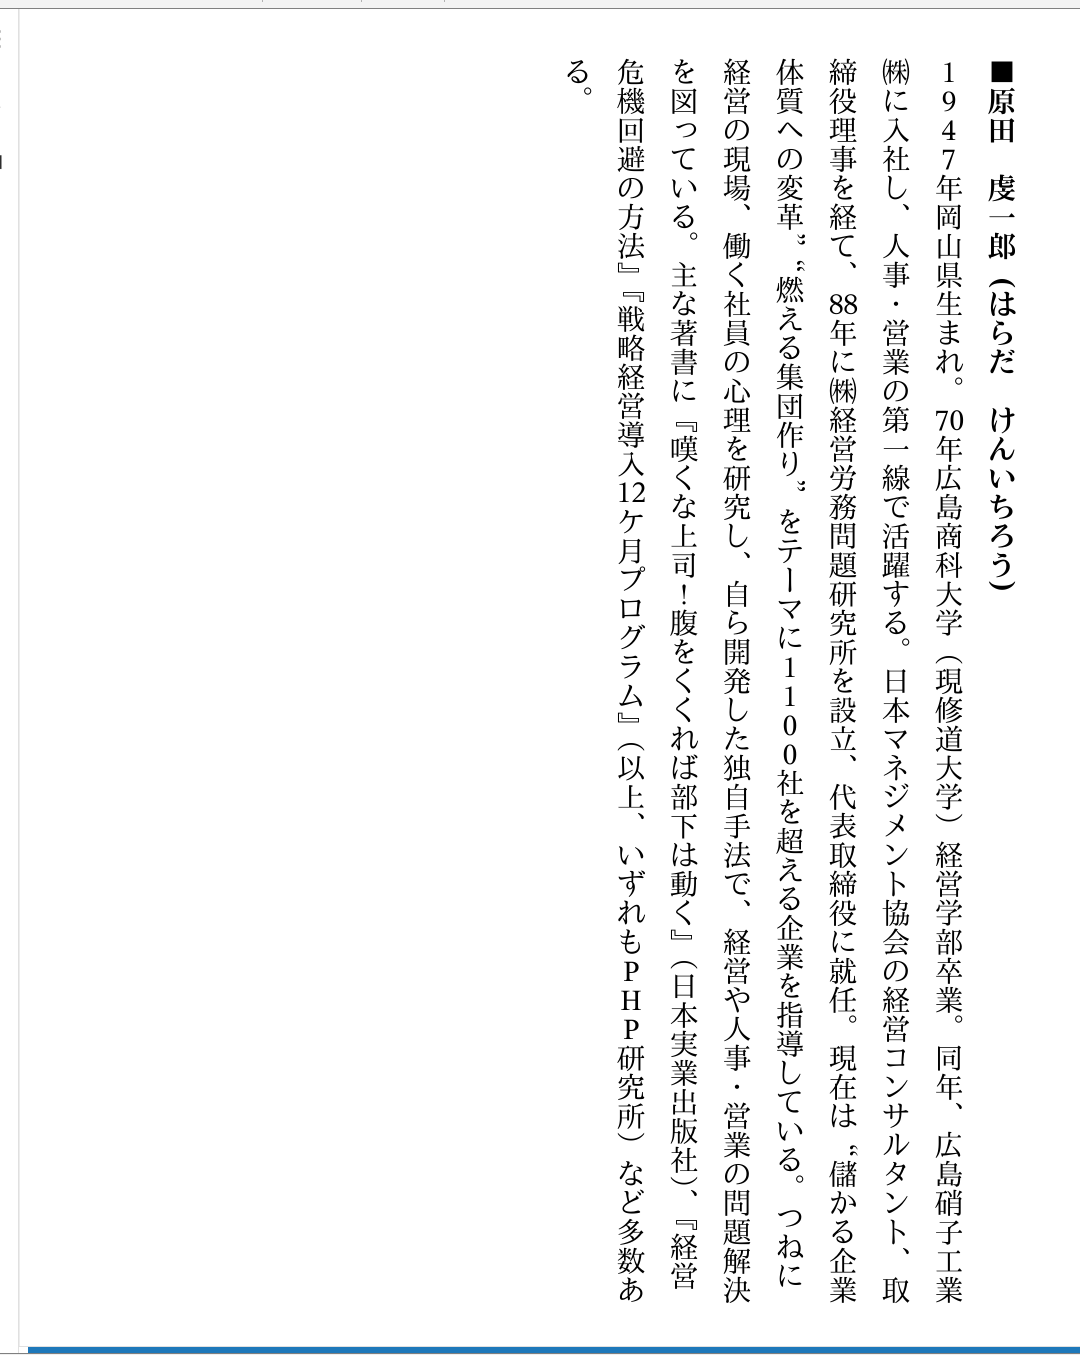 ■原田　虔一郎（はらだ　けんいちろう）
1947年岡山県生まれ。70年広島商科大学（現修道大学）経営学部卒業。同年、広島硝子工業
㈱に入社し、人事・営業の第一線で活躍する。日本マネジメント協会の経営コンサルタント、取
締役理事を経て、88年に㈱経営労務問題研究所を設立、代表取締役に就任。現在は〝儲かる企業
体質への変革〟〝燃える集団作り〟をテーマに1100社を超える企業を指導している。つねに
経営の現場、働く社員の心理を研究し、自ら開発した独自手法で、経営や人事・営業の問題解決
を図っている。主な著書に『嘆くな上司！腹をくくれば部下は動く』（日本実業出版社）、『経営
危機回避の方法』『戦略経営導入12ケ月プログラム』（以上、いずれもＰＨＰ研究所）など多数あ
る。